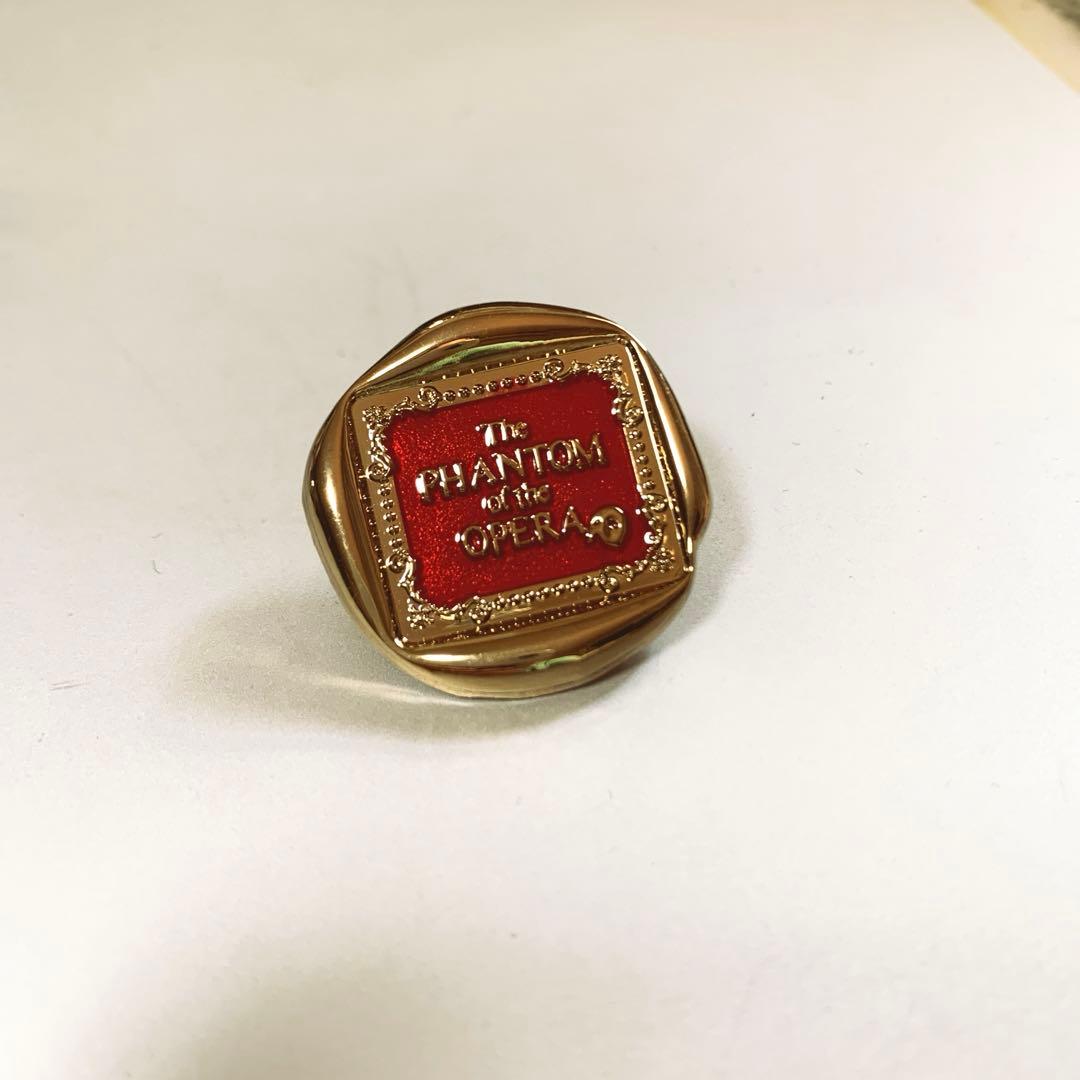 The
PHANTOM
of the
OPERA